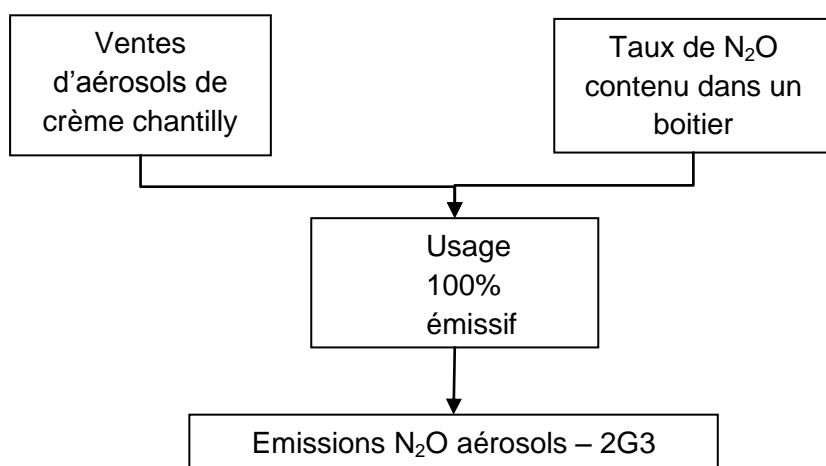 Ventes
d’aérosols de
crème chantilly
Taux de N₂O
contenu dans un
boitier
Usage
100%
émissif
Emissions N₂O aérosols – 2G3